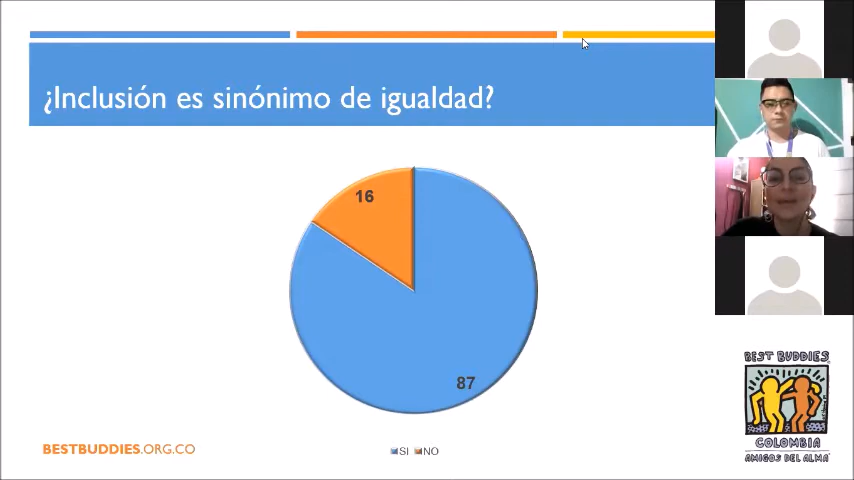 ¿Inclusión es sinónimo de igualdad?
16
87
SI NO
BESTBUDDIES.ORG.CO
BEST BUDDIES
COLOMBIA
AMIGOS DEL ALMA